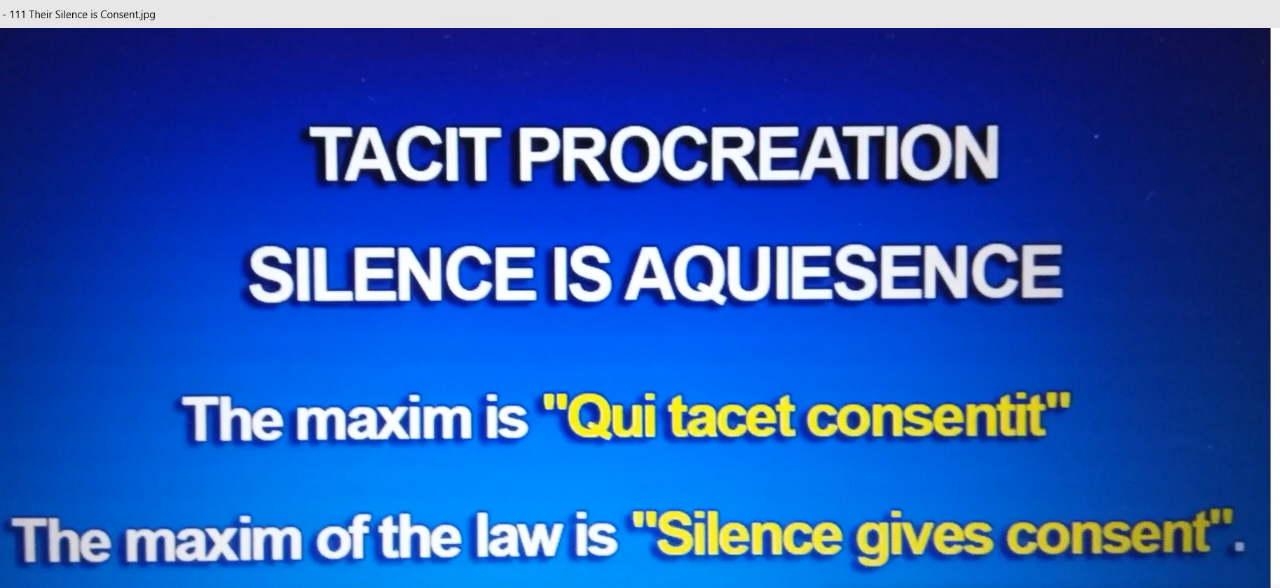 - 111 Their Silence is Consent.jpg
TACIT PROCREATION
SILENCE IS AQUIESENCE
The maxim is "Qui tacet consentit"
The maxim of the law is "Silence gives consent".